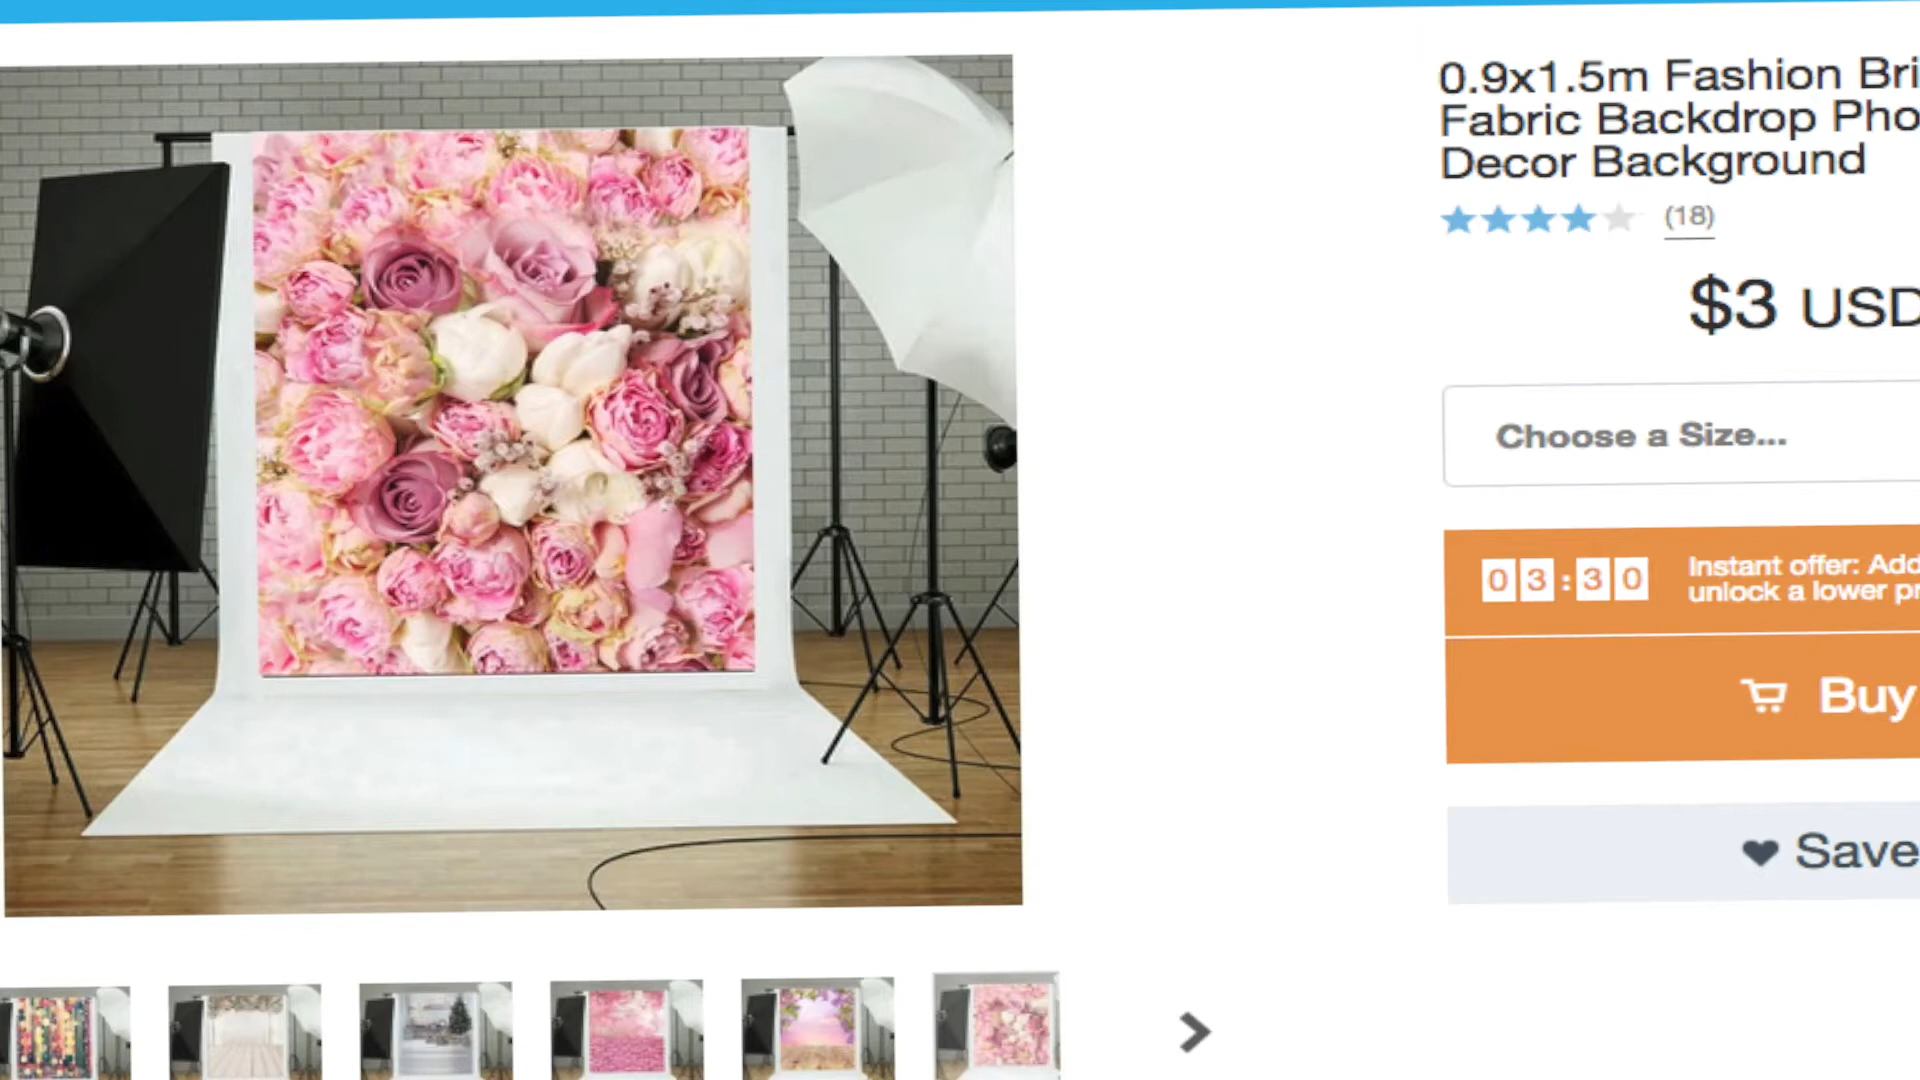 0.9x1.5m Fashion Bri
Fabric Backdrop Pho
Decor Background
(18)
$3 USD
Choose a Size...
03:30
Instant offer: Add
unlock a lower pr
Buy
Save